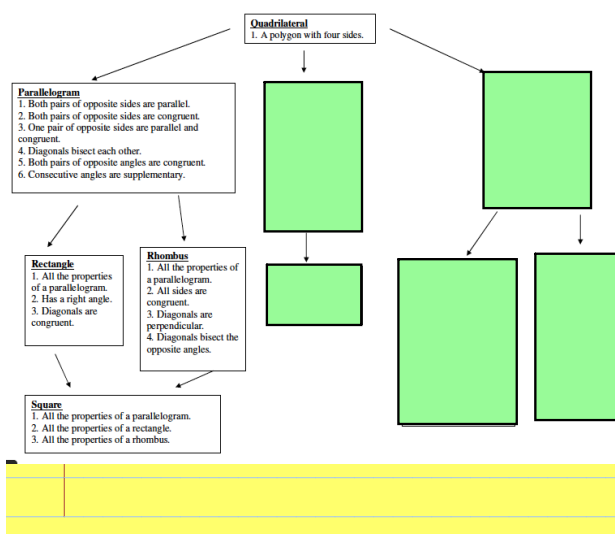 Quadrilateral
1. A polygon with four sides.
Parallelogram
1. Both pairs of opposite sides are parallel.
2. Both pairs of opposite sides are congruent.
3. One pair of opposite sides are parallel and
congruent.
4. Diagonals bisect each other.
5. Both pairs of opposite angles are congruent.
6. Consecutive angles are supplementary.
Rectangle
1. All the properties
of a parallelogram.
2. Has a right angle.
3. Diagonals are
congruent.
Rhombus
1. All the properties of
a parallelogram.
2. All sides are
congruent.
3. Diagonals are
perpendicular.
4. Diagonals bisect the
opposite angles.
Square
1. All the properties of a parallelogram.
2. All the properties of a rectangle.
3. All the properties of a rhombus.